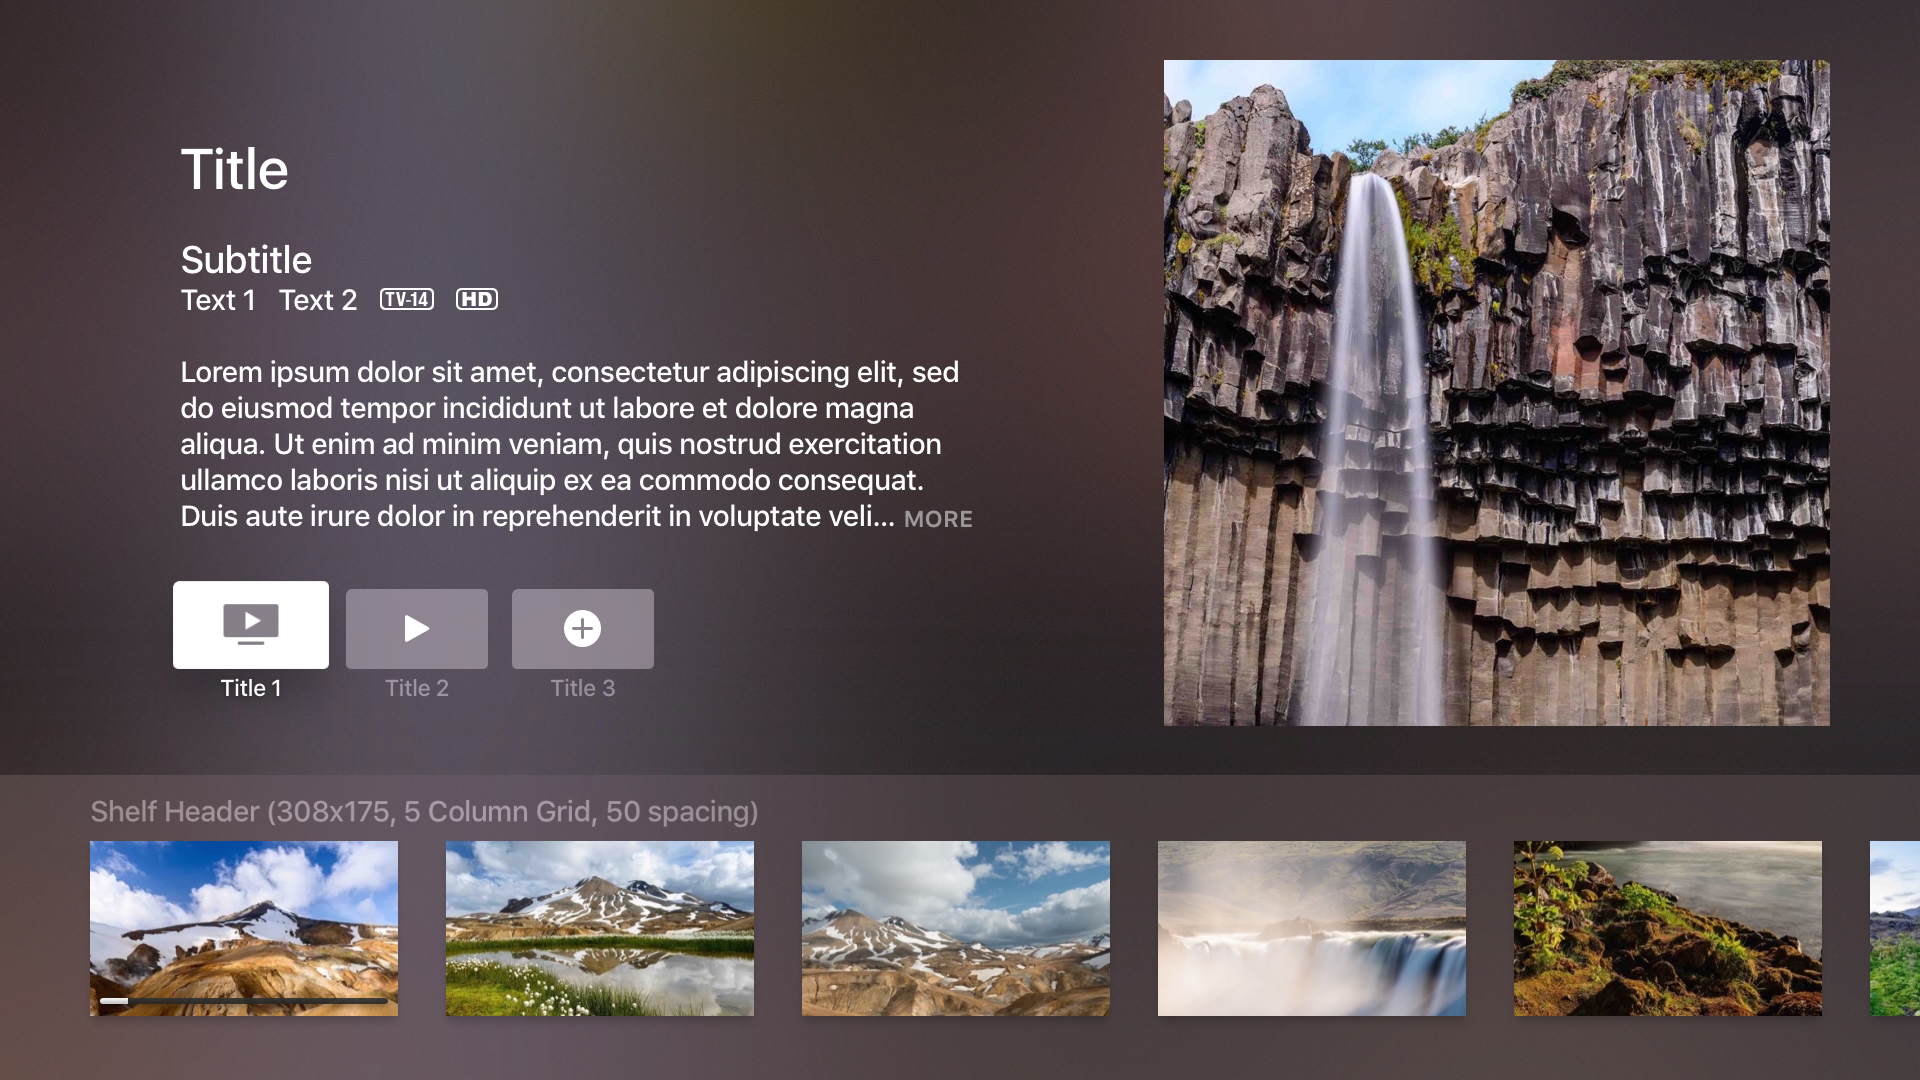 Title
Subtitle
Text 1 Text 2 TV-14 HD
Lorem ipsum dolor sit amet, consectetur adipiscing elit, sed
do eiusmod tempor incididunt ut labore et dolore magna
aliqua. Ut enim ad minim veniam, quis nostrud exercitation
ullamco laboris nisi ut aliquip ex ea commodo consequat.
Duis aute irure dolor in reprehenderit in voluptate veli... MORE
Title 1 Title 2 Title 3
Shelf Header (308x175, 5 Column Grid, 50 spacing)